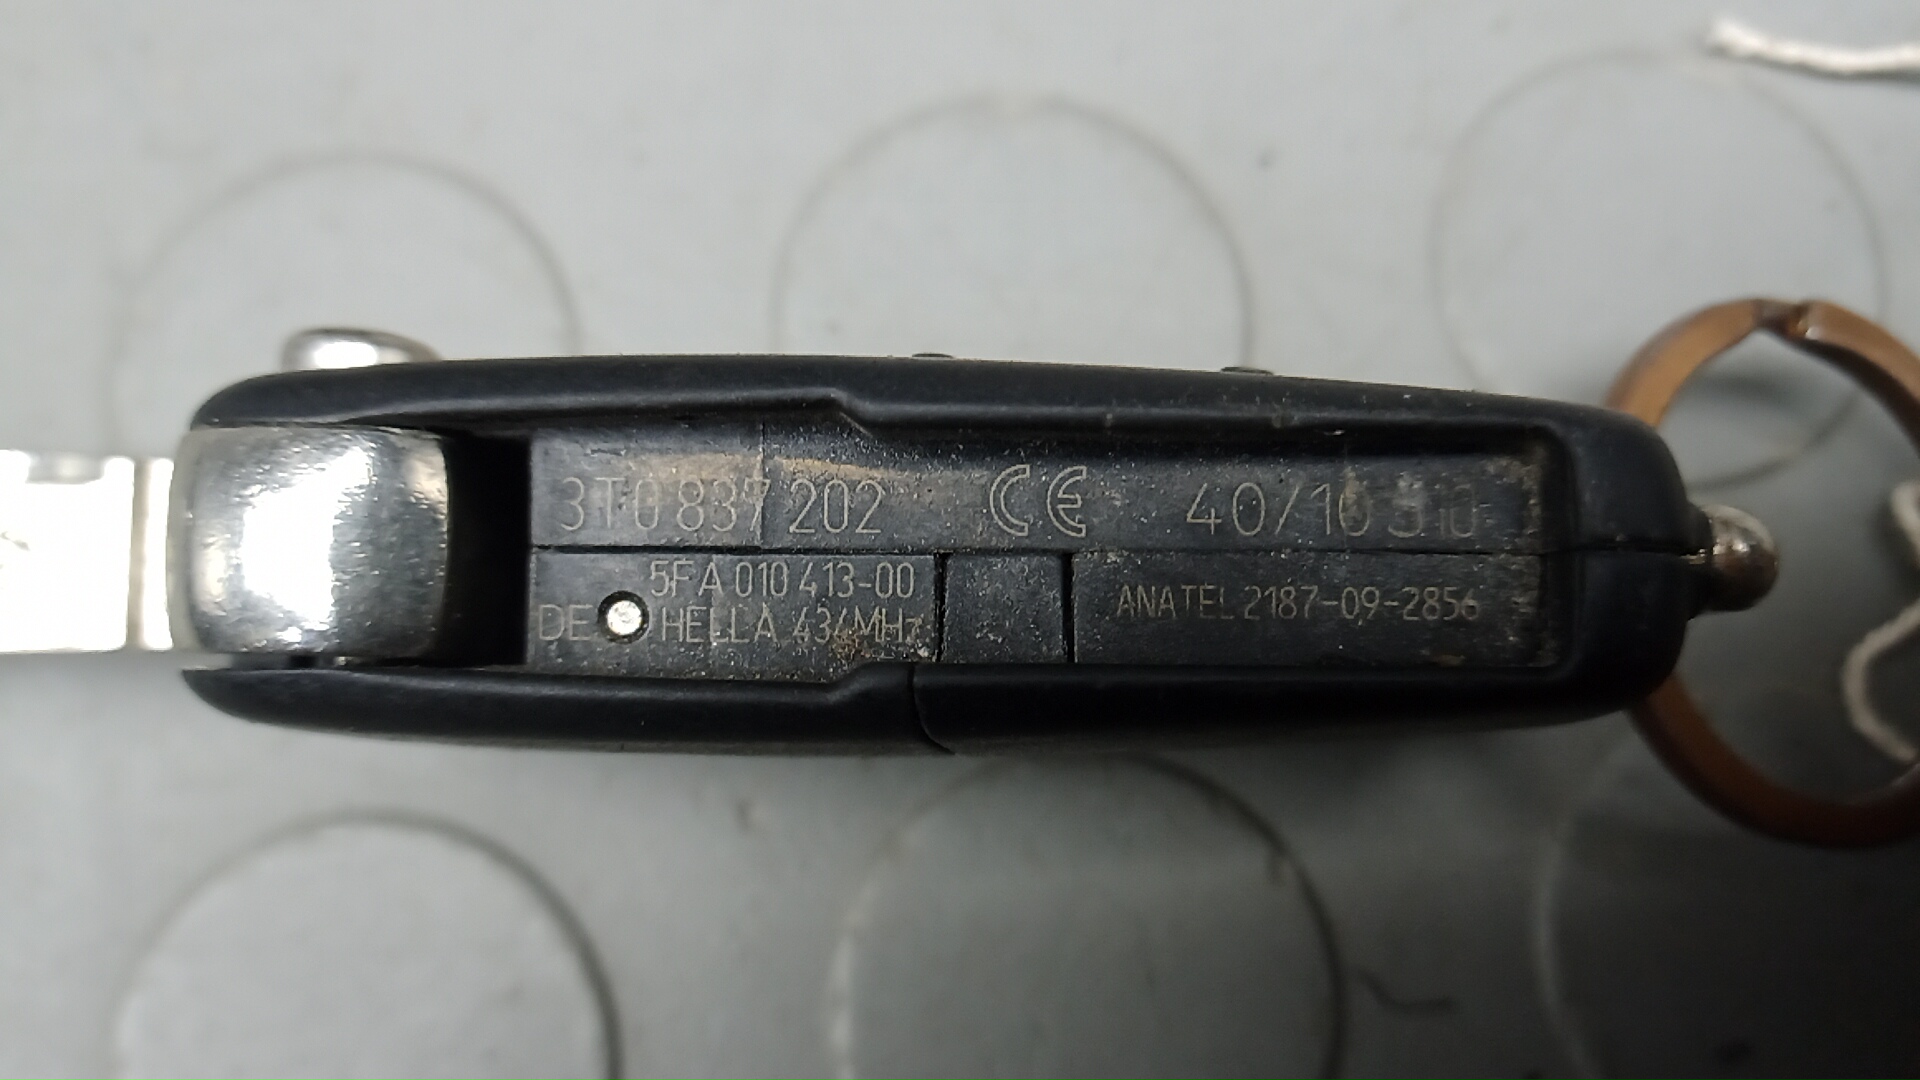 3T0 837 202 CE 40/10
5FA 010 413-00
DE HELLA 434MHz
ANATEL 2187-09-2856